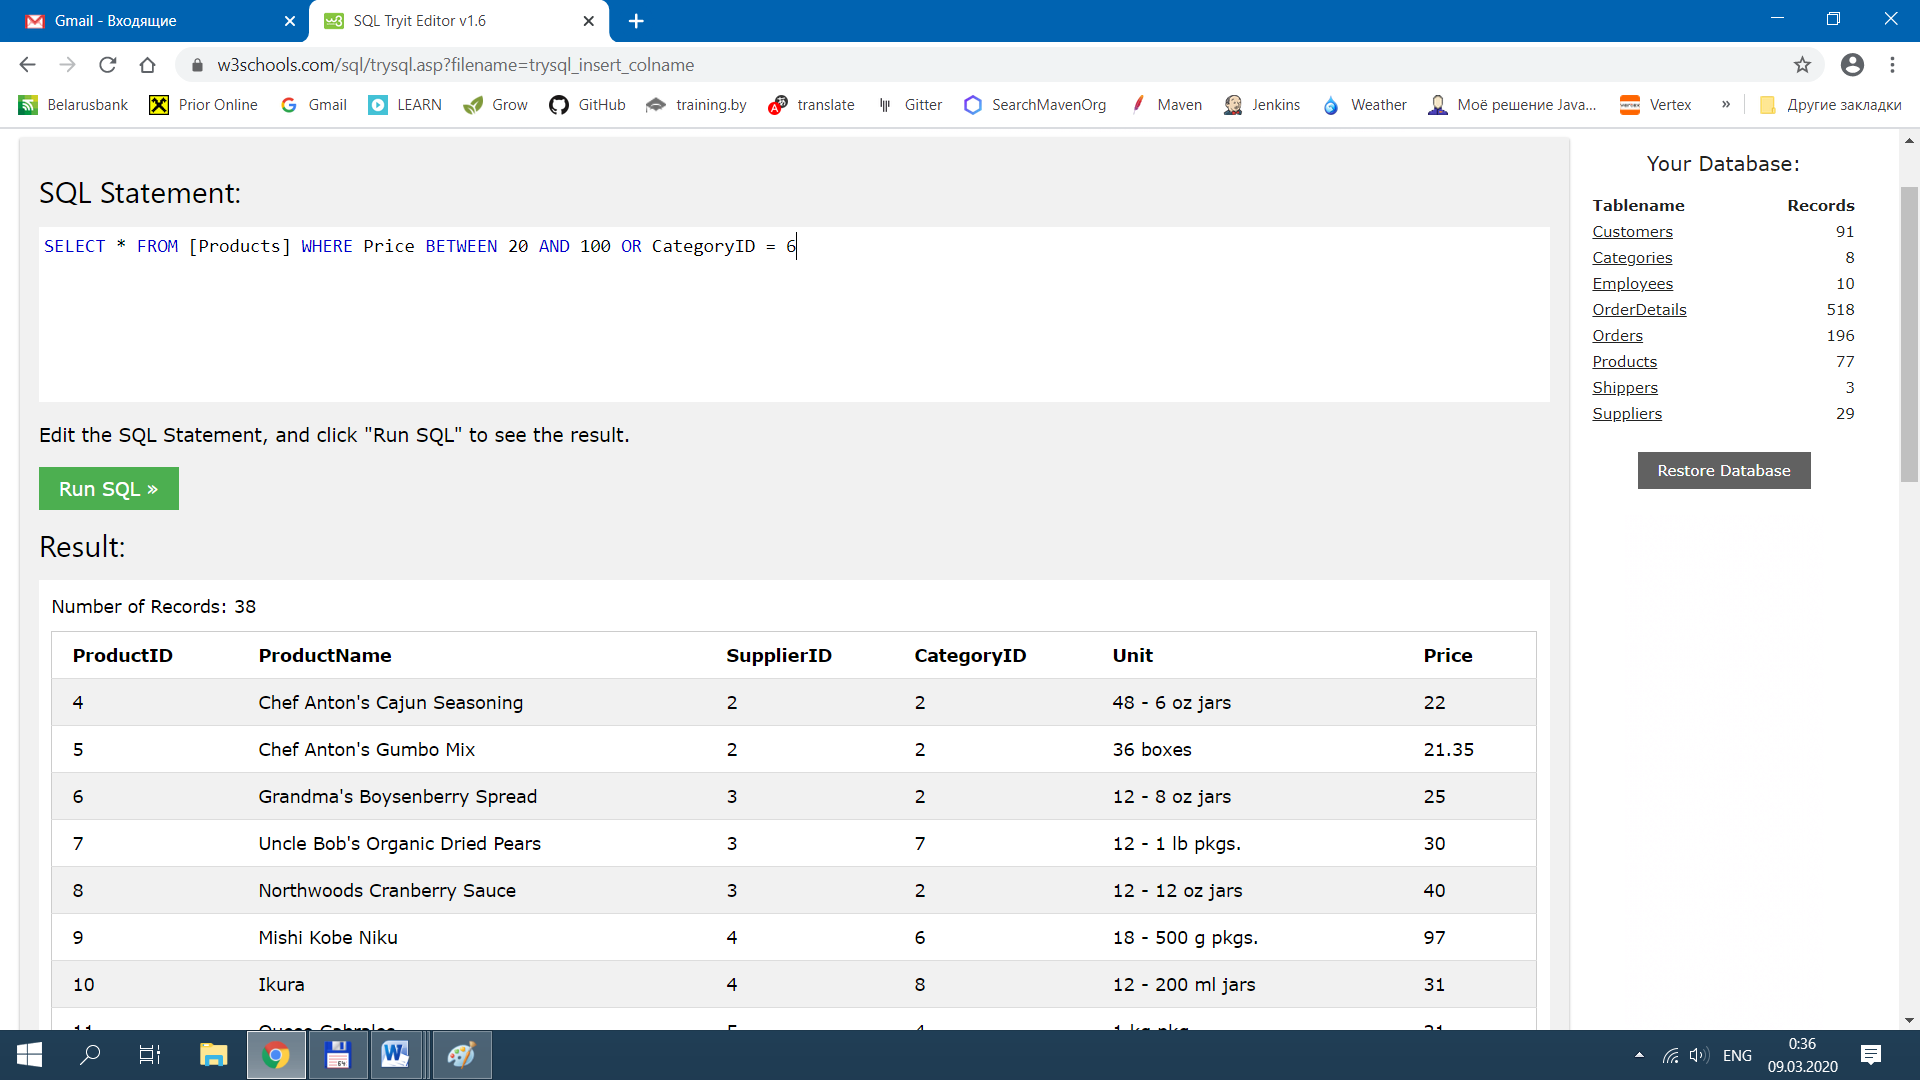 Gmail - Входящие
SQL Tryit Editor v1.6
w3schools.com/sql/trysql.asp?filename=trysql_insert_colname
Belarusbank Prior Online Gmail LEARN Grow GitHub training.by translate Gitter SearchMavenOrg Maven Jenkins Weather Моё решение Java... Vertex » Другие закладки
SQL Statement:
SELECT * FROM [Products] WHERE Price BETWEEN 20 AND 100 OR CategoryID = 6
Edit the SQL Statement, and click "Run SQL" to see the result.
Run SQL »
Result:
Number of Records: 38
ProductID ProductName SupplierID CategoryID Unit Price
4 Chef Anton's Cajun Seasoning 2 2 48 - 6 oz jars 22
5 Chef Anton's Gumbo Mix 2 2 36 boxes 21.35
6 Grandma's Boysenberry Spread 3 2 12 - 8 oz jars 25
7 Uncle Bob's Organic Dried Pears 3 7 12 - 1 lb pkgs. 30
8 Northwoods Cranberry Sauce 3 2 12 - 12 oz jars 40
9 Mishi Kobe Niku 4 6 18 - 500 g pkgs. 97
10 Ikura 4 8 12 - 200 ml jars 31
Your Database:
Tablename Records
Customers 91
Categories 8
Employees 10
OrderDetails 518
Orders 196
Products 77
Shippers 3
Suppliers 29
Restore Database
ENG
0:36
09.03.2020